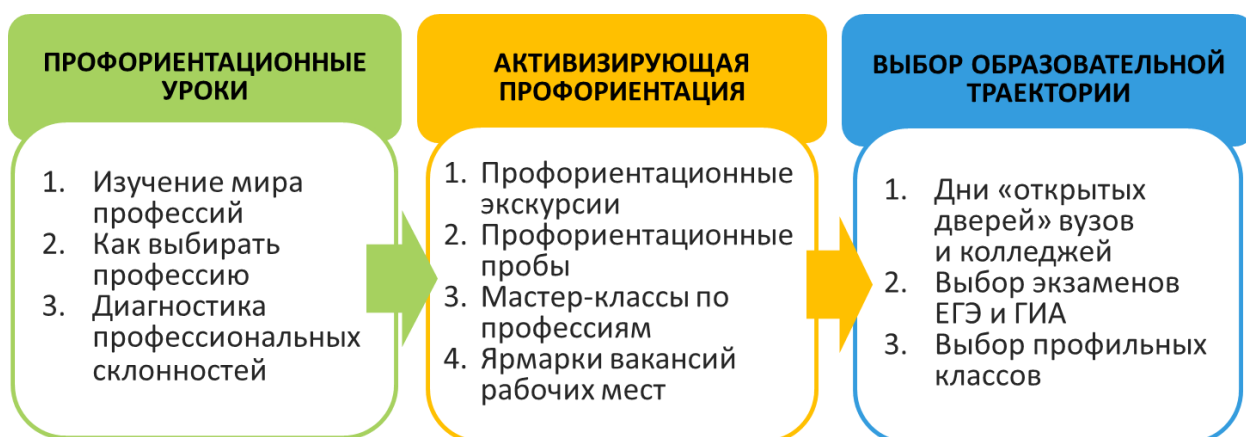 ПРОФОРИЕНТАЦИОННЫЕ
УРОКИ
1. Изучение мира
профессий
2. Как выбирать
профессию
3. Диагностика
профессиональных
склонностей
АКТИВИЗИРУЮЩАЯ
ПРОФОРИЕНТАЦИЯ
1. Профориентационные
экскурсии
2. Профориентационные
пробы
3. Мастер-классы по
профессиям
4. Ярмарки вакансий
рабочих мест
ВЫБОР ОБРАЗОВАТЕЛЬНОЙ
ТРАЕКТОРИИ
1. Дни «открытых
дверей» вузов
и колледжей
2. Выбор экзаменов
ЕГЭ и ГИА
3. Выбор профильных
классов